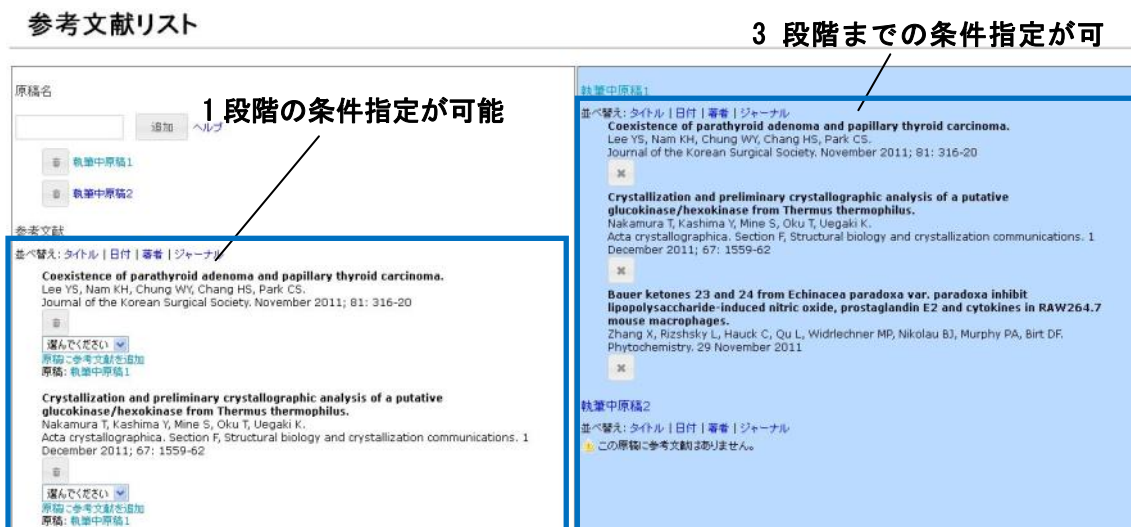 参考文献リスト
3 段階までの条件指定が可
原稿名
1段階の条件指定が可能
追加 ヘルプ
執筆中原稿1
執筆中原稿2
参考文献
並べ替え: タイトル | 日付 | 著者 | ジャーナル
Coexistence of parathyroid adenoma and papillary thyroid carcinoma.
Lee YS, Nam KH, Chung WY, Chang HS, Park CS.
Journal of the Korean Surgical Society. November 2011; 81: 316-20
選んでください
原稿に参考文献を追加
原稿: 執筆中原稿1
Crystallization and preliminary crystallographic analysis of a putative
glucokinase/hexokinase from Thermus thermophilus.
Nakamura T, Kashima Y, Mine S, Oku T, Uegaki K.
Acta crystallographica. Section F, Structural biology and crystallization communications. 1
December 2011; 67: 1559-62
選んでください
原稿に参考文献を追加
原稿: 執筆中原稿1
執筆中原稿1
並べ替え: タイトル | 日付 | 著者 | ジャーナル
Coexistence of parathyroid adenoma and papillary thyroid carcinoma.
Lee YS, Nam KH, Chung WY, Chang HS, Park CS.
Journal of the Korean Surgical Society. November 2011; 81: 316-20
Crystallization and preliminary crystallographic analysis of a putative
glucokinase/hexokinase from Thermus thermophilus.
Nakamura T, Kashima Y, Mine S, Oku T, Uegaki K.
Acta crystallographica. Section F, Structural biology and crystallization communications. 1
December 2011; 67: 1559-62
Bauer ketones 23 and 24 from Echinacea paradoxa var. paradoxa inhibit
lipopolysaccharide-induced nitric oxide, prostaglandin E2 and cytokines in RAW264.7
mouse macrophages.
Zhang X, Rizshsky L, Hauck C, Qu L, Widrlechner MP, Nikolau BJ, Murphy PA, Birt DF.
Phytochemistry. 29 November 2011
執筆中原稿2
並べ替え: タイトル | 日付 | 著者 | ジャーナル
この原稿に参考文献はありません。